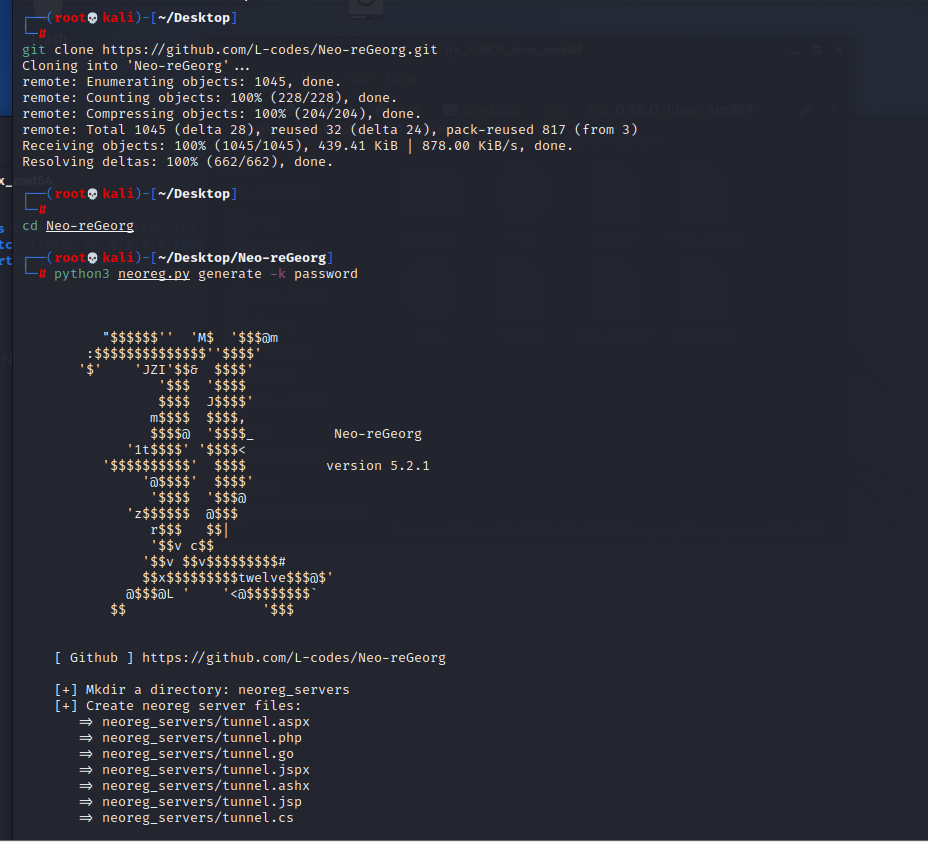 ┌──(root💀kali)-[~/Desktop]
└─#
git clone https://github.com/L-codes/Neo-reGeorg.git
Cloning into 'Neo-reGeorg'...
remote: Enumerating objects: 1045, done.
remote: Counting objects: 100% (228/228), done.
remote: Compressing objects: 100% (204/204), done.
remote: Total 1045 (delta 28), reused 32 (delta 24), pack-reused 817 (from 3)
Receiving objects: 100% (1045/1045), 439.41 KiB | 878.00 KiB/s, done.
Resolving deltas: 100% (662/662), done.
┌──(root💀kali)-[~/Desktop]
└─#
cd Neo-reGeorg
┌──(root💀kali)-[~/Desktop/Neo-reGeorg]
└─# python3 neoreg.py generate -k password
"$$$$$$''  'M$  '$$$@m
:$$$$$$$$$$$$$$''$$$$'
'$'    'JZI'$$&  $$$$'
'$$$  '$$$$
$$$$  J$$$$'
m$$$$  $$$$,
$$$$@  '$$$$_          Neo-reGeorg
'1t$$$$' '$$$$<
'$$$$$$$$$$'  $$$$          version 5.2.1
'@$$$$'  $$$$'
'$$$$  '$$$@
'z$$$$$$  @$$$
r$$$   $$|
'$$v c$$
'$$v $$v$$$$$$$$$#
$$x$$$$$$$$$twelve$$$@$'
@$$$@L '    '<@$$$$$$$$`
$$                 '$$$
[ Github ] https://github.com/L-codes/Neo-reGeorg
[+] Mkdir a directory: neoreg_servers
[+] Create neoreg server files:
=> neoreg_servers/tunnel.aspx
=> neoreg_servers/tunnel.php
=> neoreg_servers/tunnel.go
=> neoreg_servers/tunnel.jspx
=> neoreg_servers/tunnel.ashx
=> neoreg_servers/tunnel.jsp
=> neoreg_servers/tunnel.cs